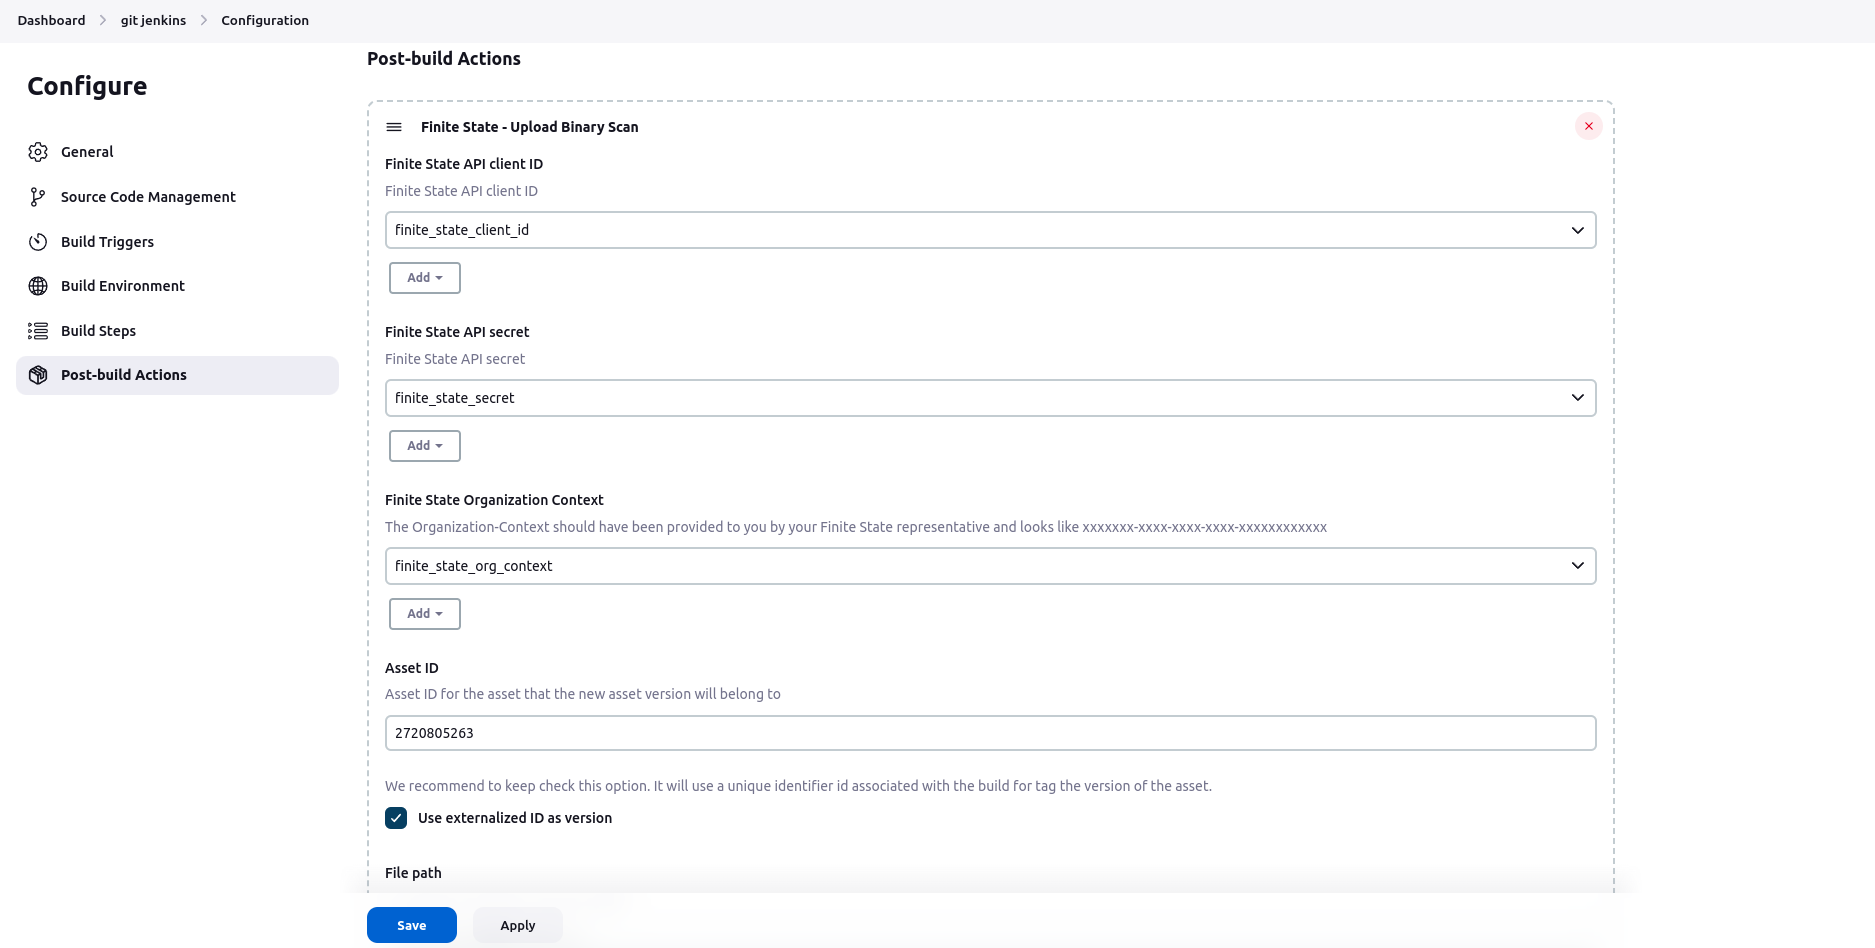 Dashboard > git jenkins > Configuration
Configure
General
Source Code Management
Build Triggers
Build Environment
Build Steps
Post-build Actions
Post-build Actions
Finite State - Upload Binary Scan
Finite State API client ID
Finite State API client ID
finite_state_client_id
Add
Finite State API secret
Finite State API secret
finite_state_secret
Add
Finite State Organization Context
The Organization-Context should have been provided to you by your Finite State representative and looks like xxxxxxx-xxxx-xxxx-xxxx-xxxxxxxxxxxx
finite_state_org_context
Add
Asset ID
Asset ID for the asset that the new asset version will belong to
2720805263
We recommend to keep check this option. It will use a unique identifier id associated with the build for tag the version of the asset.
Use externalized ID as version
File path
Save
Apply